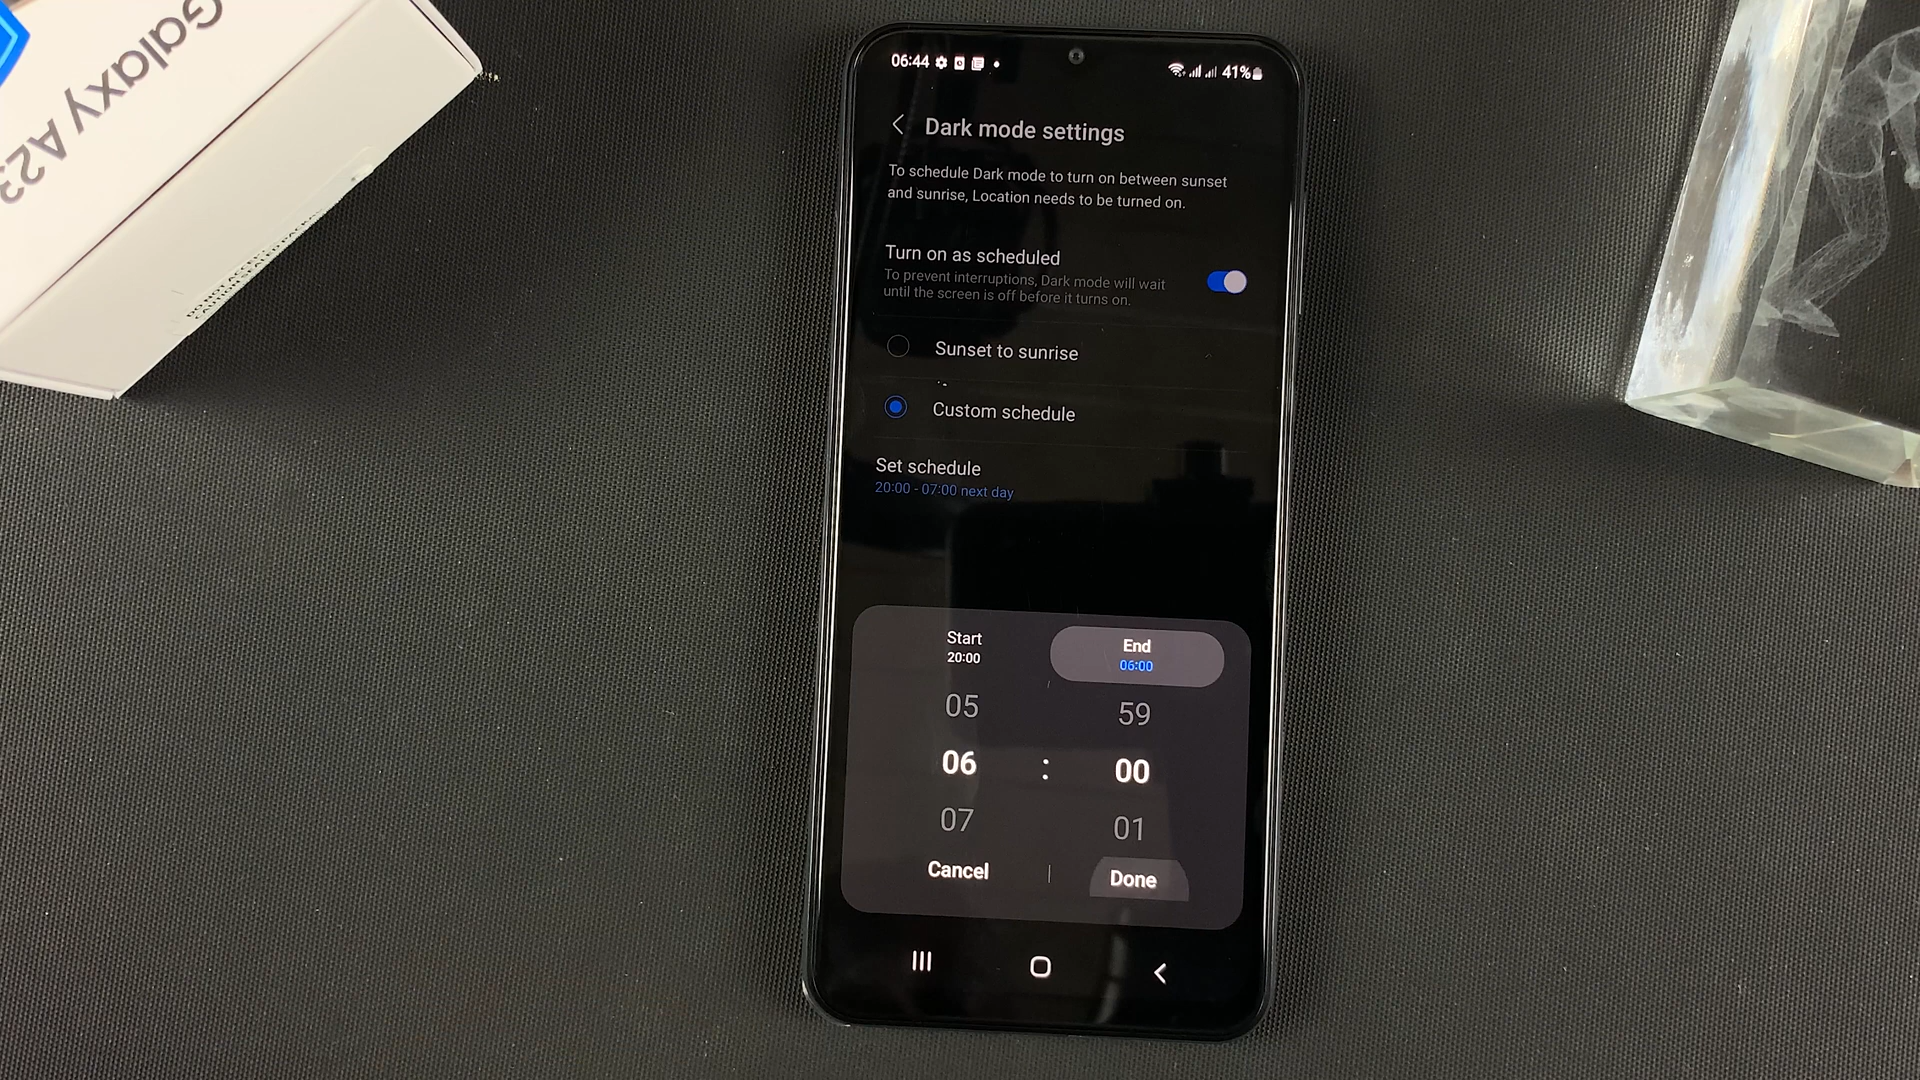 Galaxy A23
06:44
41%
Dark mode settings
To schedule Dark mode to turn on between sunset
and sunrise, Location needs to be turned on.
Turn on as scheduled
To prevent interruptions, Dark mode will wait
until the screen is off before it turns on.
Sunset to sunrise
Custom schedule
Set schedule
20:00 - 07:00 next day
Start
End
20:00
06:00
05
59
06 : 00
07
01
Cancel
Done